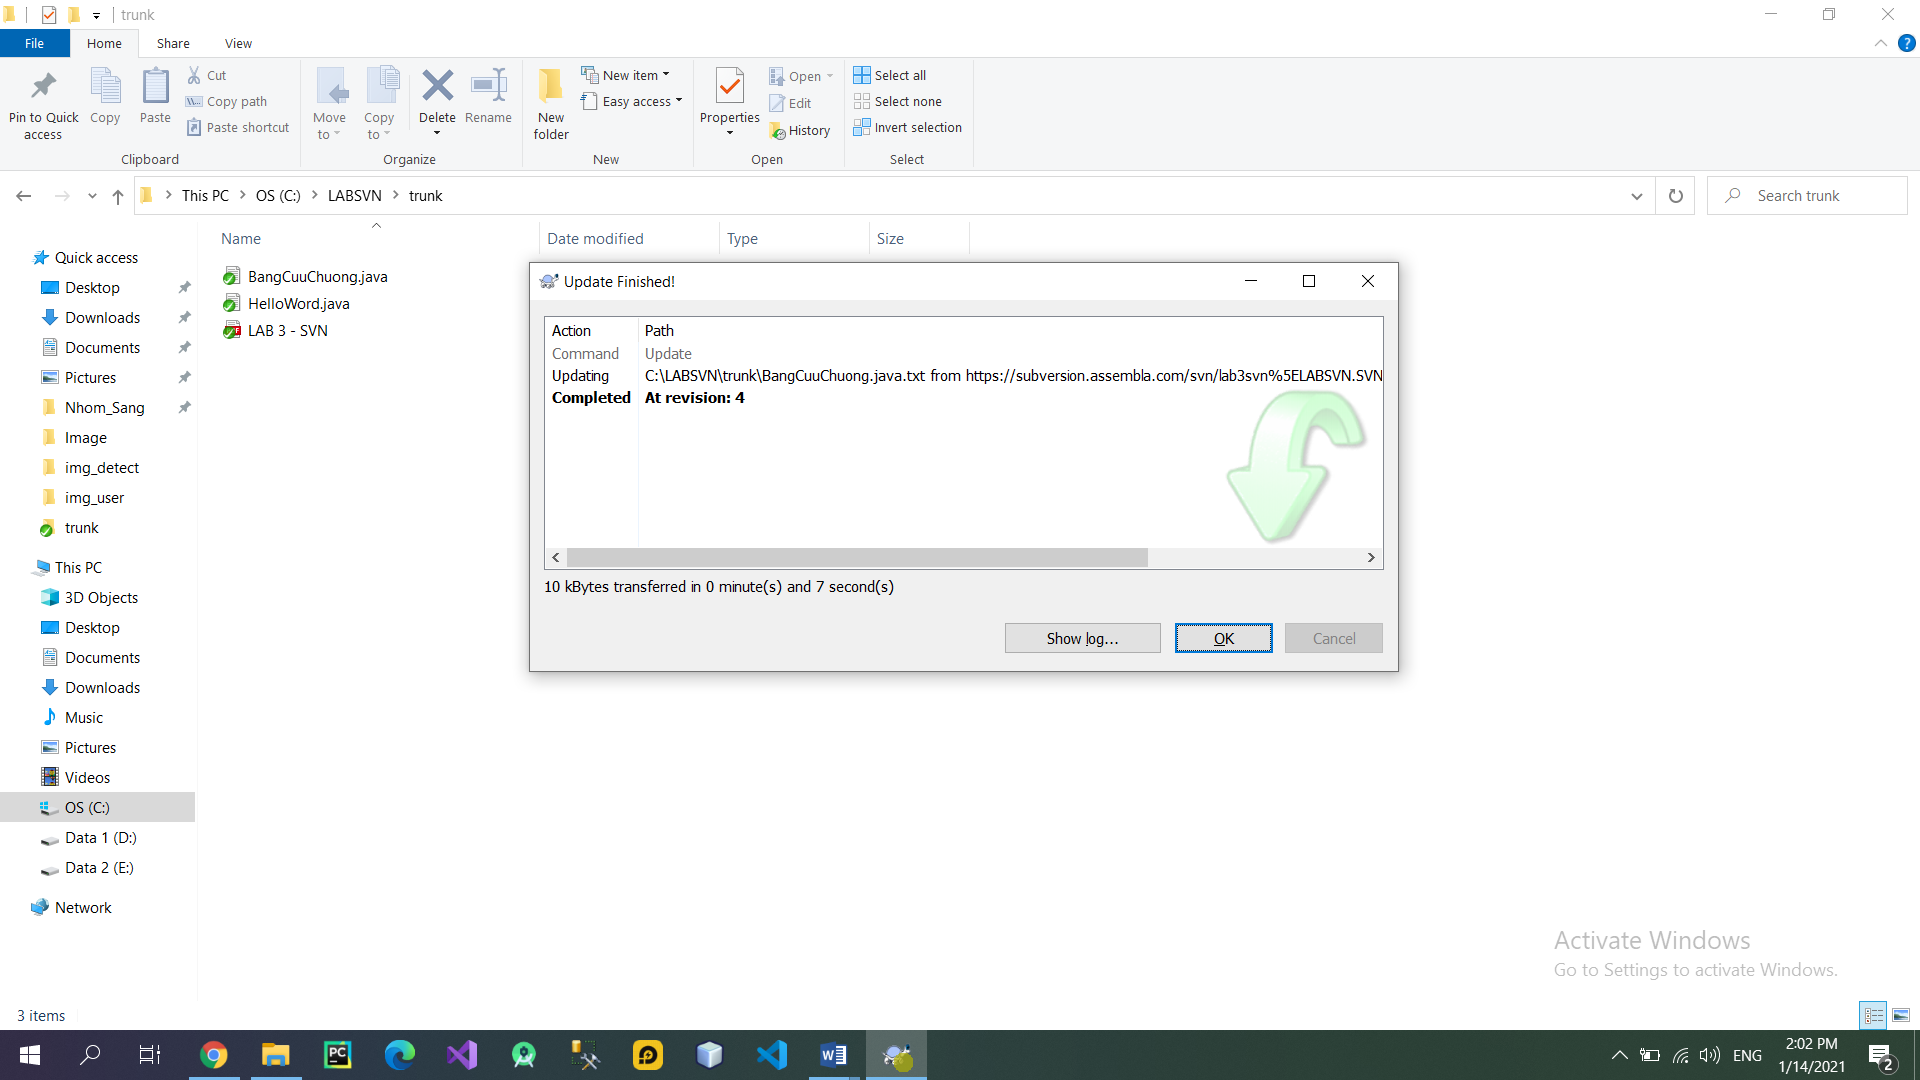 trunk
File
Home
Share
View
Pin to Quick
access
Copy
Paste
Cut
Copy path
Paste shortcut
Clipboard
Move
to
Copy
to
Delete
Rename
Organize
New
folder
New item
Easy access
New
Properties
Open
Edit
History
Open
Select all
Select none
Invert selection
Select
This PC
OS (C:)
LABSVN
trunk
Search trunk
Name
Date modified
Type
Size
Quick access
Desktop
Downloads
Documents
Pictures
Nhom_Sang
Image
img_detect
img_user
trunk
This PC
3D Objects
Desktop
Documents
Downloads
Music
Pictures
Videos
OS (C:)
Data 1 (D:)
Data 2 (E:)
Network
BangCuuChuong.java
HelloWord.java
LAB 3 - SVN
Update Finished!
Action Path
Command Update
Updating C:\LABSVN\trunk\BangCuuChuong.java.txt from https://subversion.assembla.com/svn/lab3svn%5ELABSVN.SVN
Completed At revision: 4
10 kBytes transferred in 0 minute(s) and 7 second(s)
Show log...
OK
Cancel
Activate Windows
Go to Settings to activate Windows.
3 items
PC
ENG
2:02 PM
1/14/2021
2